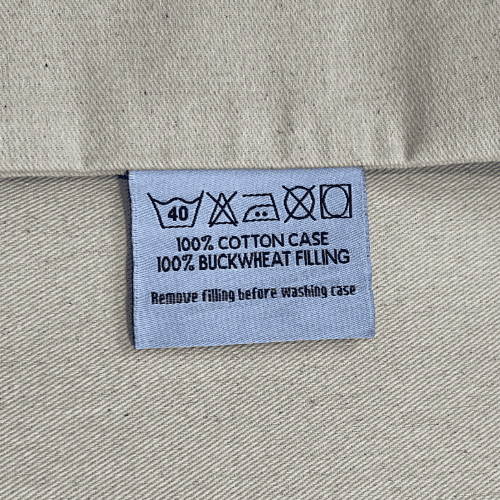 40
100% COTTON CASE
100% BUCKWHEAT FILLING
Remove filling before washing case